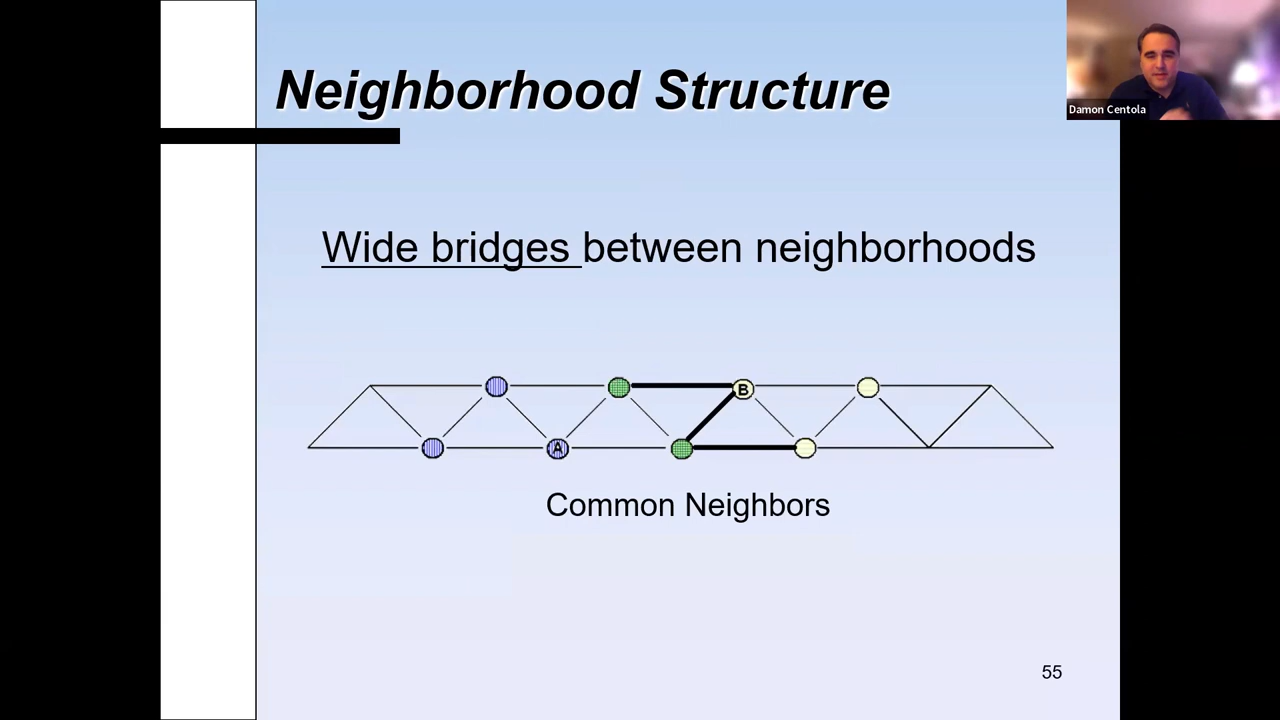 Neighborhood Structure
Damon Centola
Wide bridges between neighborhoods
B
A
Common Neighbors
55